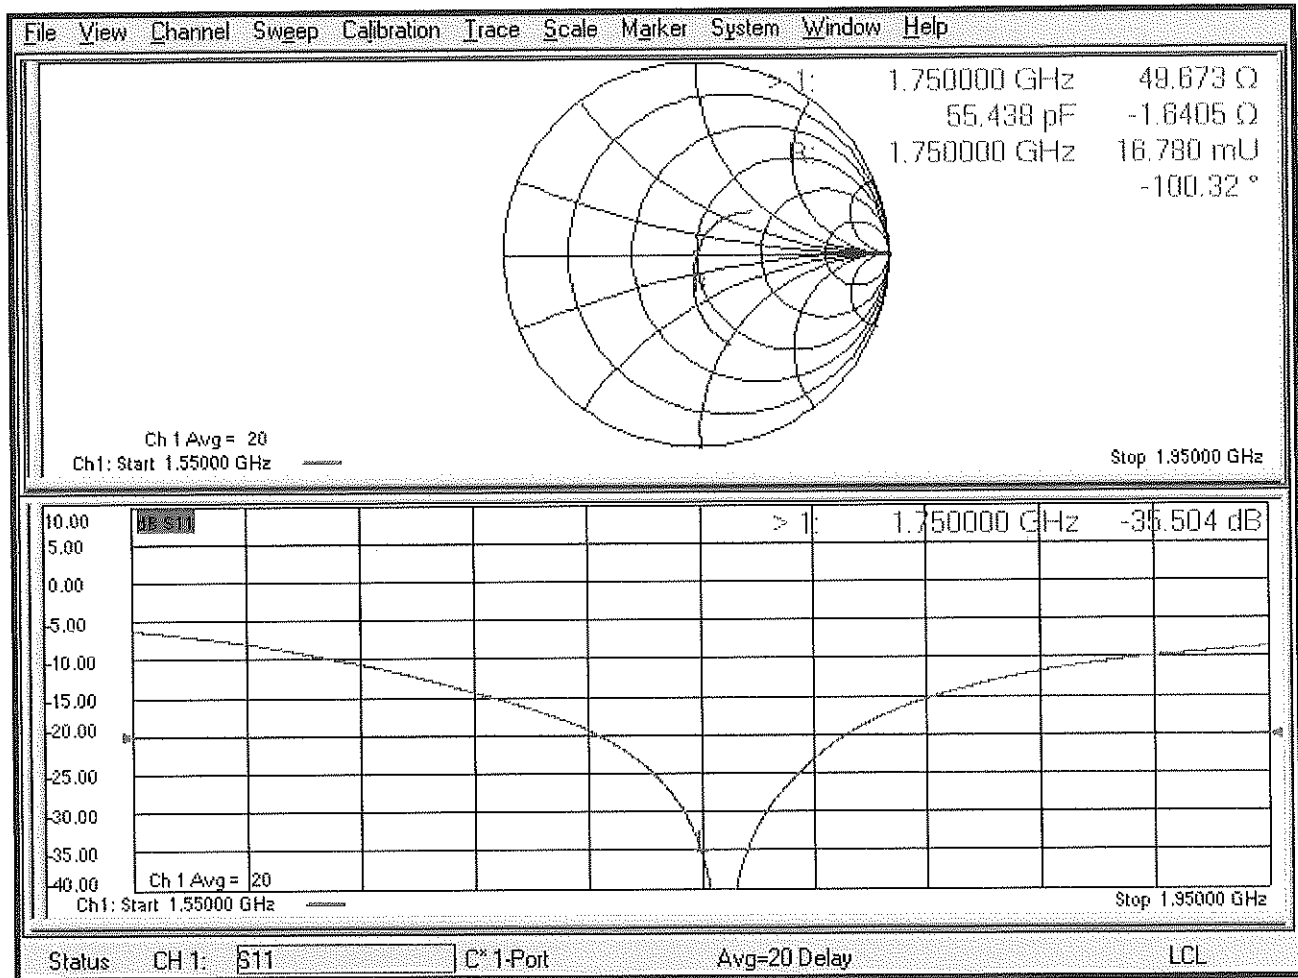 File View Channel Sweep Calibration Trace Scale Marker System Window Help
> 1: 1.750000 GHz 49.673 Ω
55.438 pF -1.6405 Ω
R: 1.750000 GHz 16.780 mU
-100.32 °
Ch 1 Avg = 20
Ch1: Start 1.55000 GHz
Stop 1.95000 GHz
10.00
dB S11
> 1: 1.750000 GHz -35.504 dB
5.00
0.00
-5.00
-10.00
-15.00
-20.00
-25.00
-30.00
-35.00
-40.00
Ch 1 Avg = 20
Ch1: Start 1.55000 GHz
Stop 1.95000 GHz
Status CH 1: S11 C* 1-Port Avg=20 Delay LCL